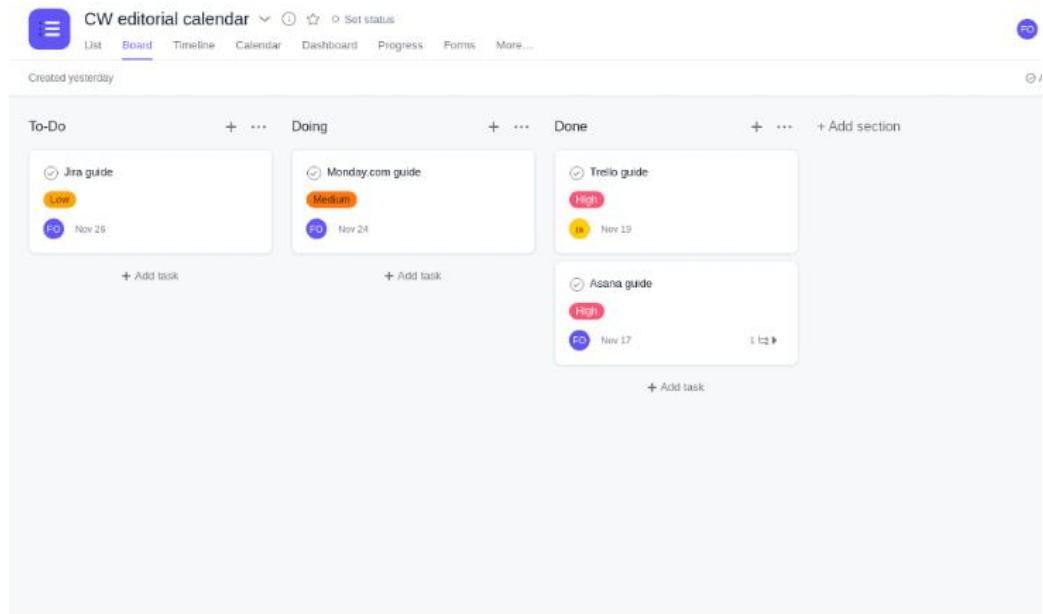 CW editorial calendar
Set status
FO
List Board Timeline Calendar Dashboard Progress Forms More...
Created yesterday
To-Do
Jira guide
Low
FO Nov 26
+ Add task
Doing
Monday.com guide
Medium
FO Nov 24
+ Add task
Done
Trello guide
High
Nov 19
Asana guide
High
FO Nov 17
1
+ Add task
+ Add section